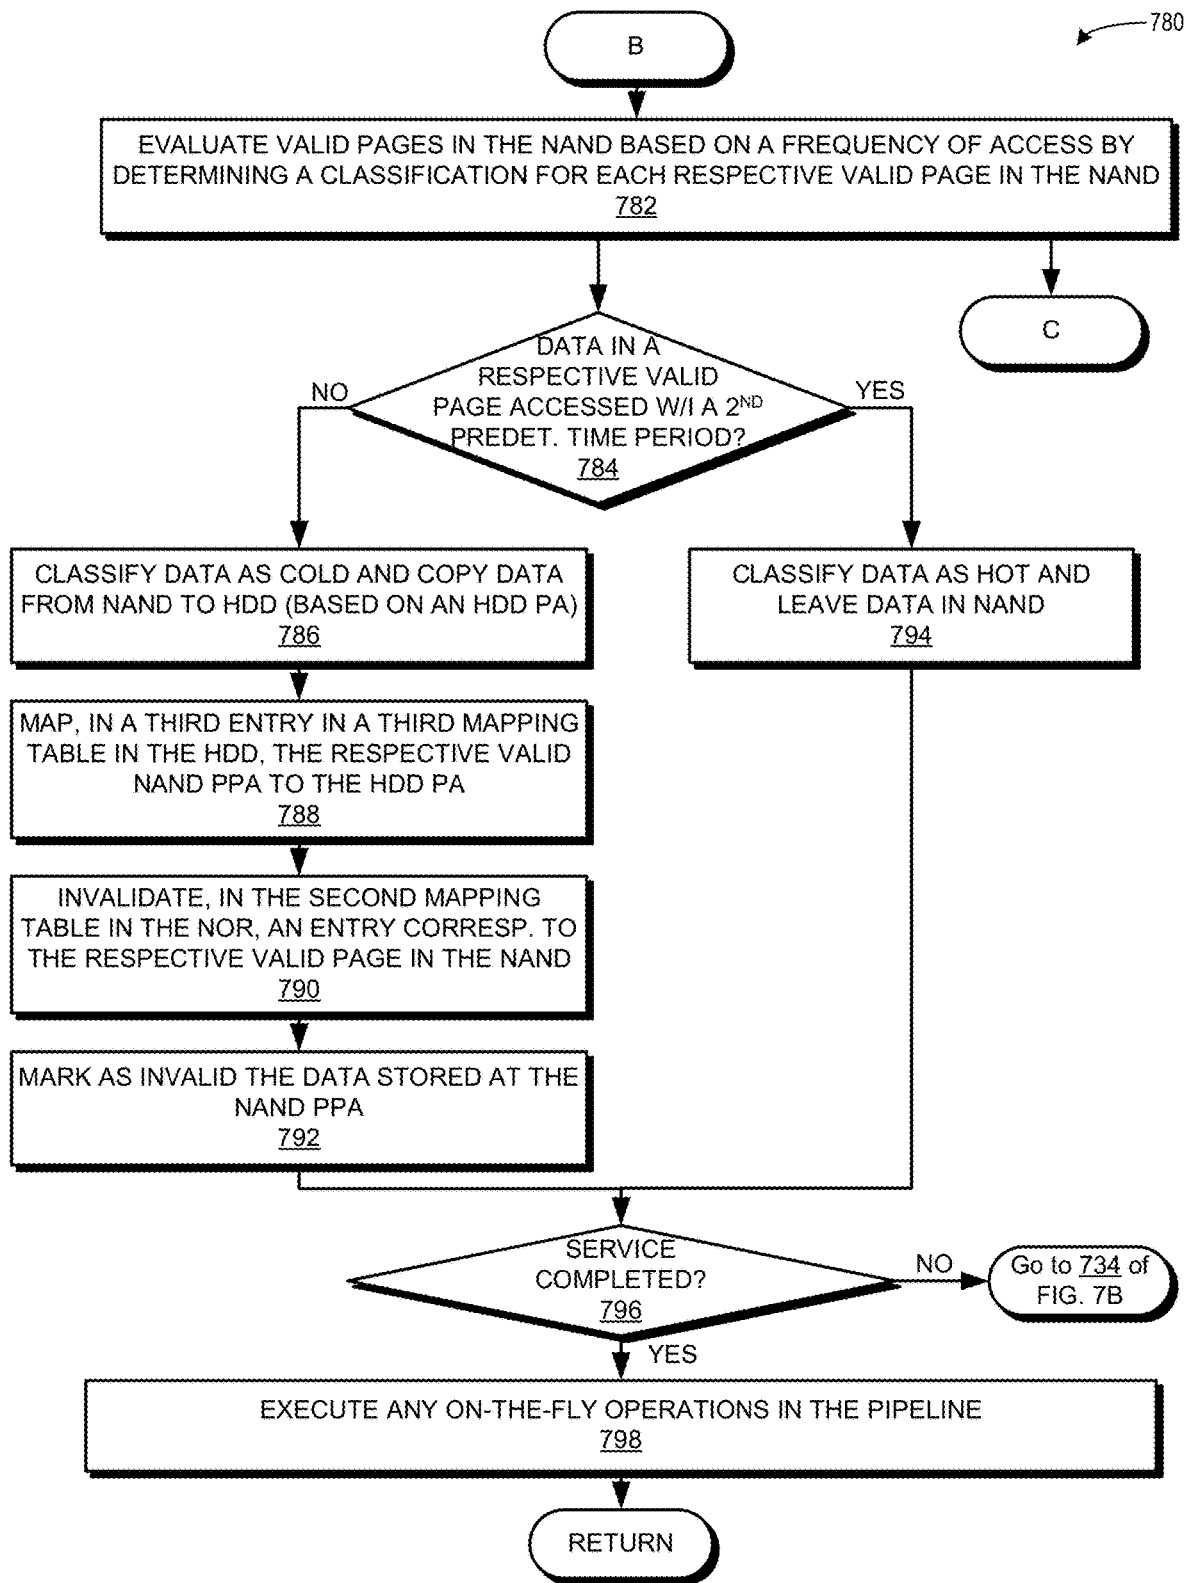 780
B
EVALUATE VALID PAGES IN THE NAND BASED ON A FREQUENCY OF ACCESS BY
DETERMINING A CLASSIFICATION FOR EACH RESPECTIVE VALID PAGE IN THE NAND
782
C
DATA IN A
RESPECTIVE VALID
PAGE ACCESSED W/I A 2ND
PREDET. TIME PERIOD?
784
NO
YES
CLASSIFY DATA AS COLD AND COPY DATA
FROM NAND TO HDD (BASED ON AN HDD PA)
786
CLASSIFY DATA AS HOT AND
LEAVE DATA IN NAND
794
MAP, IN A THIRD ENTRY IN A THIRD MAPPING
TABLE IN THE HDD, THE RESPECTIVE VALID
NAND PPA TO THE HDD PA
788
INVALIDATE, IN THE SECOND MAPPING
TABLE IN THE NOR, AN ENTRY CORRESP. TO
THE RESPECTIVE VALID PAGE IN THE NAND
790
MARK AS INVALID THE DATA STORED AT THE
NAND PPA
792
SERVICE
COMPLETED?
796
NO
Go to 734 of
FIG. 7B
YES
EXECUTE ANY ON-THE-FLY OPERATIONS IN THE PIPELINE
798
RETURN